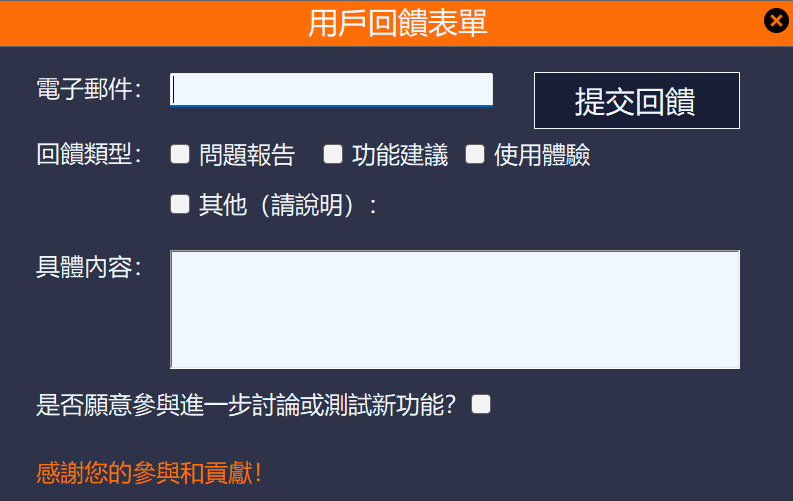 用戶回饋表單
電子郵件：
提交回饋
回饋類型： 問題報告 功能建議 使用體驗
其他（請說明）：
具體內容：
是否願意參與進一步討論或測試新功能？
感謝您的參與和貢獻！